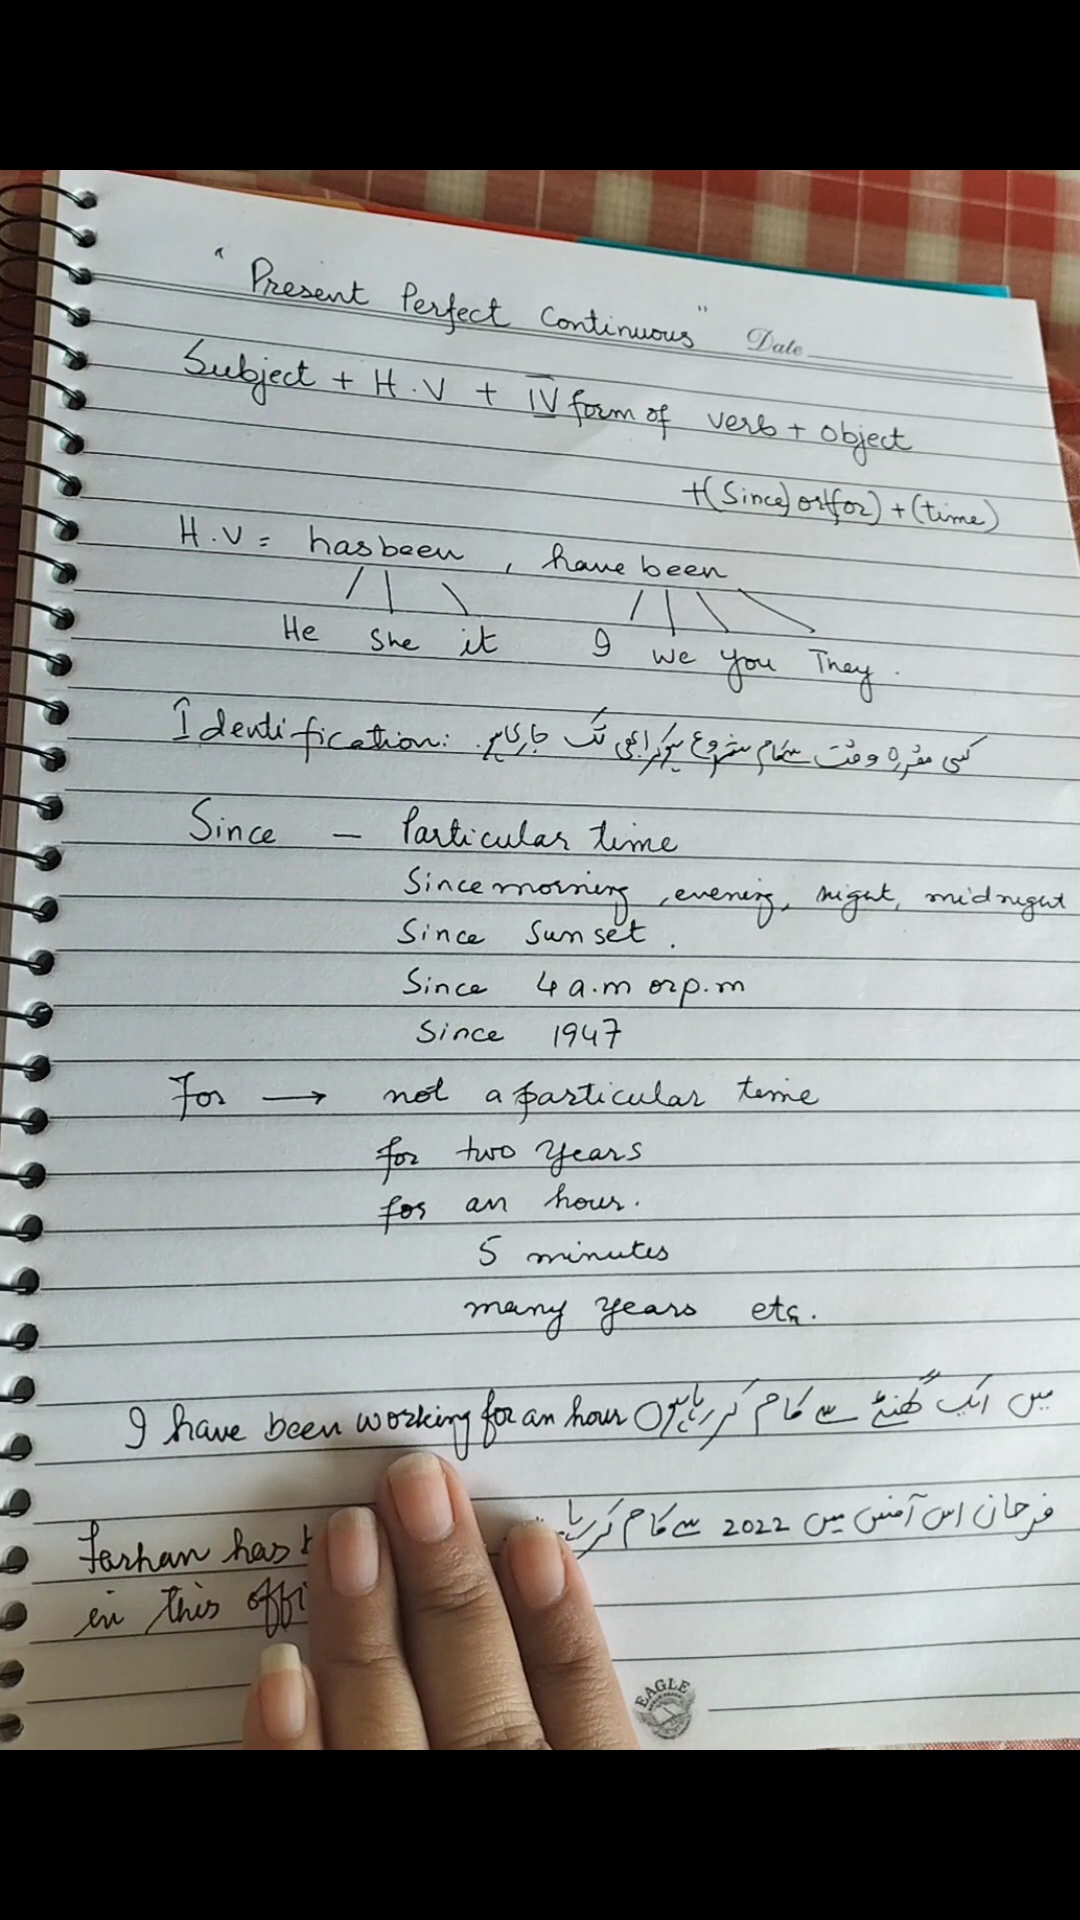 "Present Perfect Continuous"
Date
Subject + H.V + IV form of verb + object
+(Since) or (for) + (time)
H.V = has been , have been
He she it I we you They.
Identification: کسی مقررہ وقت سے کام شروع ہو کر ابھی تک جاری ہے۔
Since – Particular time
Since morning, evening, night, midnight
Since Sunset.
Since 4 a.m or p.m
Since 1947
For → not a particular time
for two years
for an hour.
5 minutes
many years etc.
I have been working for an hour میں ایک گھنٹے سے کام کر رہا ہوں
Farhan has فرحان اس آفس میں 2022 سے کام کر رہا
in this
EAGLE